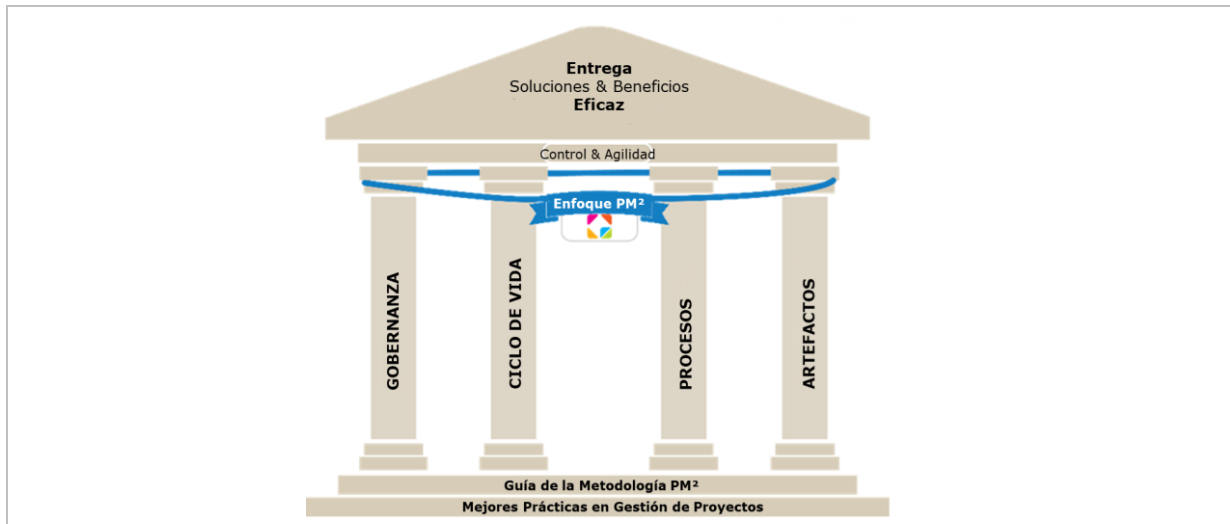 Entrega
Soluciones & Beneficios
Eficaz
Control & Agilidad
Enfoque PM²
GOBERNANZA
CICLO DE VIDA
PROCESOS
ARTEFACTOS
Guía de la Metodología PM²
Mejores Prácticas en Gestión de Proyectos